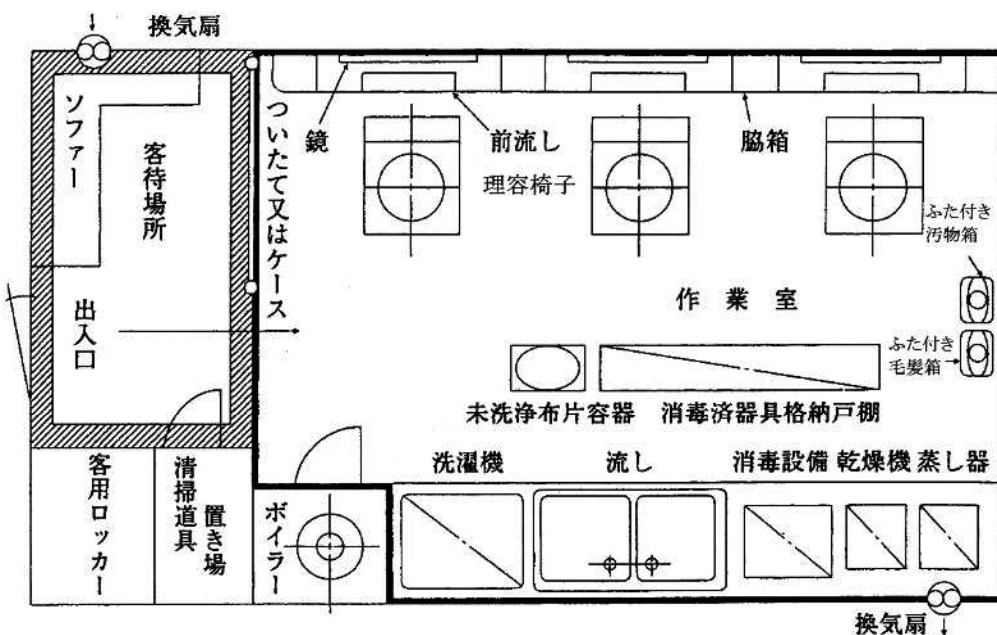 換気扇
ソファー
客待場所
出入口
ついたて又はケース
鏡
前流し
理容椅子
脇箱
ふた付き
汚物箱
作業室
ふた付き
毛髪箱
未洗浄布片容器
消毒済器具格納戸棚
洗濯機
流し
消毒設備
乾燥機
蒸し器
客用ロッカー
清掃道具
置き場
ボイラー
換気扇